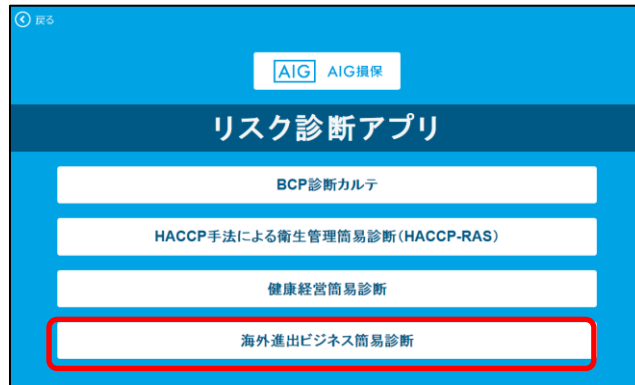 戻る
AIG AIG損保
リスク診断アプリ
BCP診断カルテ
HACCP手法による衛生管理簡易診断(HACCP-RAS)
健康経営簡易診断
海外進出ビジネス簡易診断